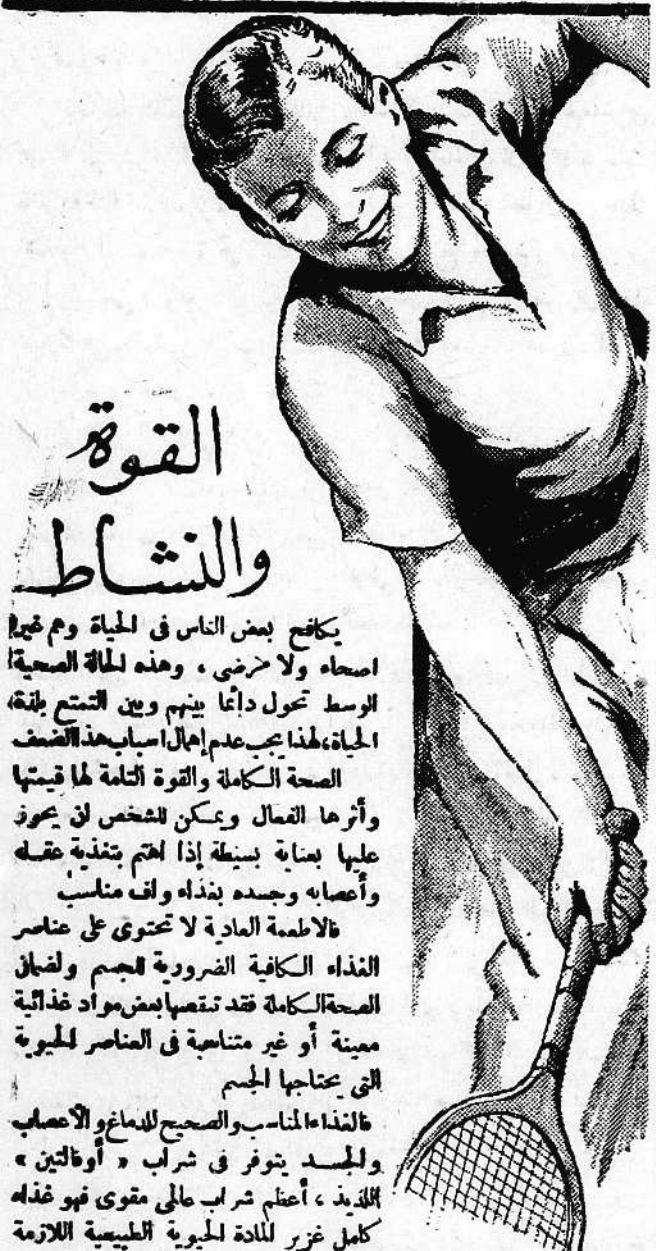 القوة
والنشاط
يكافح بعض الناس فى الحياة وهم غير
اصحاء ولا مرضى ، وهذه الحالة الصحية
الوسط تحول دائما بينهم وبين التمتع بلذة
الحياة، لهذا يجب عدم إهمال اسباب هذا الضعف
الصحة الكاملة والقوة التامة لها قيمتها
وأثرها الفعال ويمكن للشخص ان يحوز
عليها بعناية بسيطة إذا اهتم بتغذية عقله
وأعصابه وجسده بغذاء واف مناسب
فالاطعمة العادية لا تحتوى على عناصر
الغذاء الكافية الضرورية للجسم ولضمان
الصحة الكاملة فقد تنقصها بعض مواد غذائية
معينة أو غير متناسبة فى العناصر الحيوية
التي يحتاجها الجسم
فالغذاء المناسب والصحيح للدماغ والأعصاب
والجسد يتوفر فى شراب « أوفالتين »
اللذيذ ، أعظم شراب عالمى مقوى فهو غذاء
كامل غزير المادة الحيوية الطبيعية اللازمة